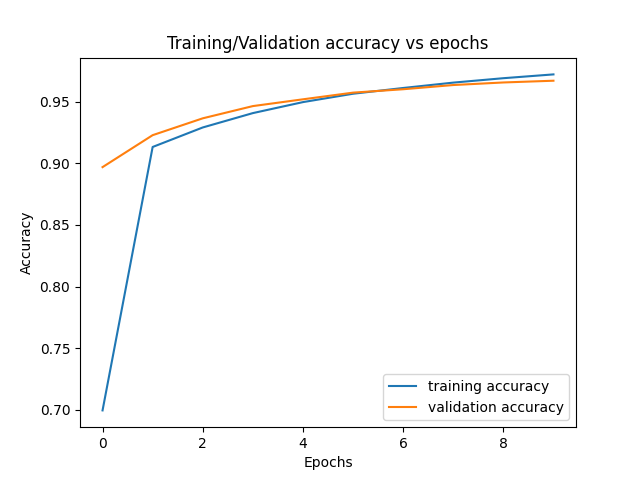 Training/Validation accuracy vs epochs
Accuracy
0.95
0.90
0.85
0.80
0.75
0.70
training accuracy
validation accuracy
0 2 4 6 8
Epochs